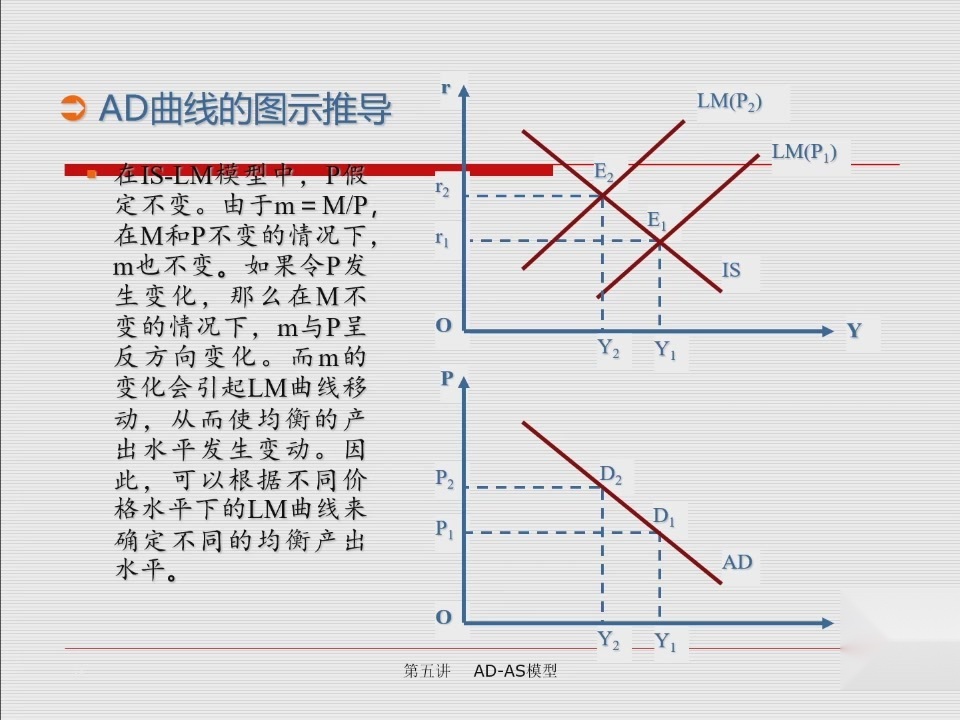 AD曲线的图示推导
在IS-LM模型中，P假
定不变。由于m＝M/P，
在M和P不变的情况下，
m也不变。如果令P发
生变化，那么在M不
变的情况下，m与P呈
反方向变化。而m的
变化会引起LM曲线移
动，从而使均衡的产
出水平发生变动。因
此，可以根据不同价
格水平下的LM曲线来
确定不同的均衡产出
水平。
r
LM(P₂)
LM(P₁)
E₂
r₂
E₁
r₁
IS
O
Y
Y₂
Y₁
P
P₂
D₂
P₁
D₁
AD
O
Y₂
Y₁
第五讲 AD-AS模型